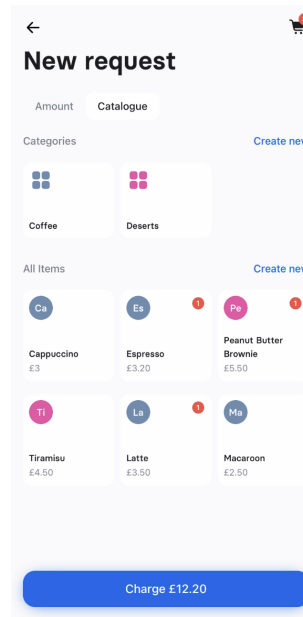 New request
Amount Catalogue
Categories Create new
Coffee Deserts
All Items Create new
Ca Es 1 Pe 1
Cappuccino Espresso Peanut Butter Brownie
£3 £3.20 £5.50
Ti La 1 Ma
Tiramisu Latte Macaroon
£4.50 £3.50 £2.50
Charge £12.20